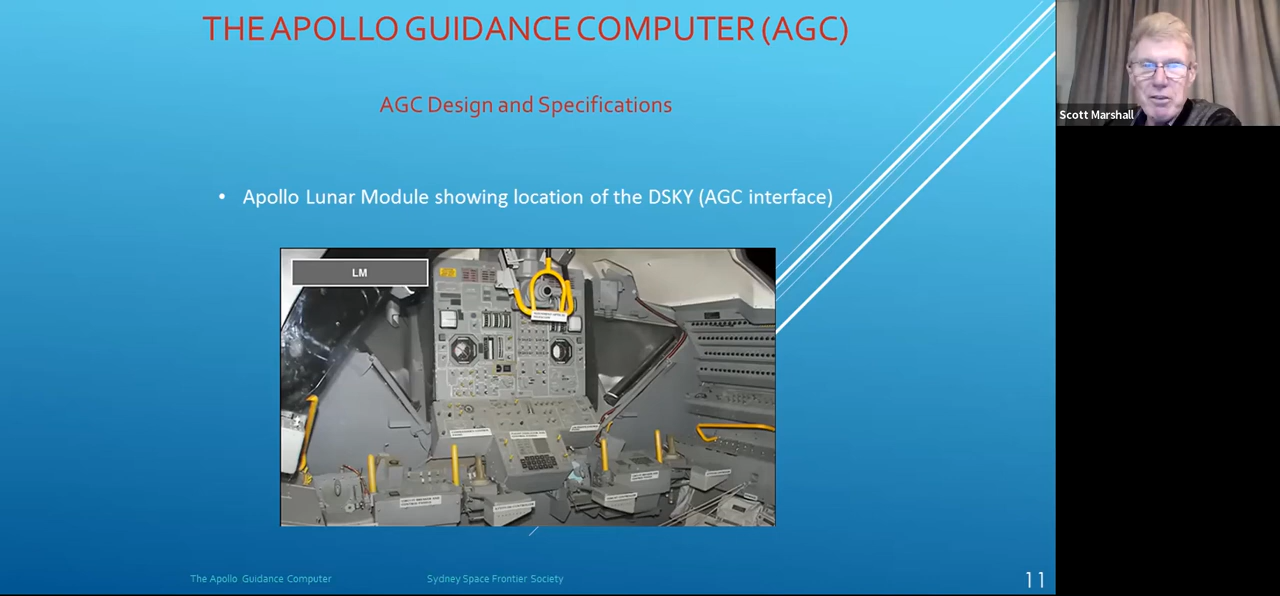 THE APOLLO GUIDANCE COMPUTER (AGC)
AGC Design and Specifications
• Apollo Lunar Module showing location of the DSKY (AGC interface)
LM
The Apollo Guidance Computer
Sydney Space Frontier Society
11
Scott Marshall